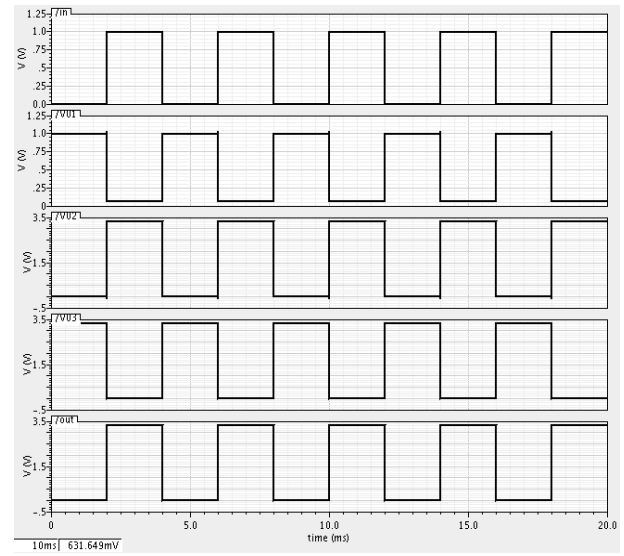 1.25 /in
1.0
.75
.5
.25
0.0
V (V)
1.25 /V01
1.0
.75
.5
.25
0
V (V)
3.5 /V02
1.5
-.5
V (V)
3.5 /V03
1.5
-.5
V (V)
3.5 /out
1.5
-.5
V (V)
0 5.0 10.0 15.0 20.0
time (ms)
10ms 631.649mV